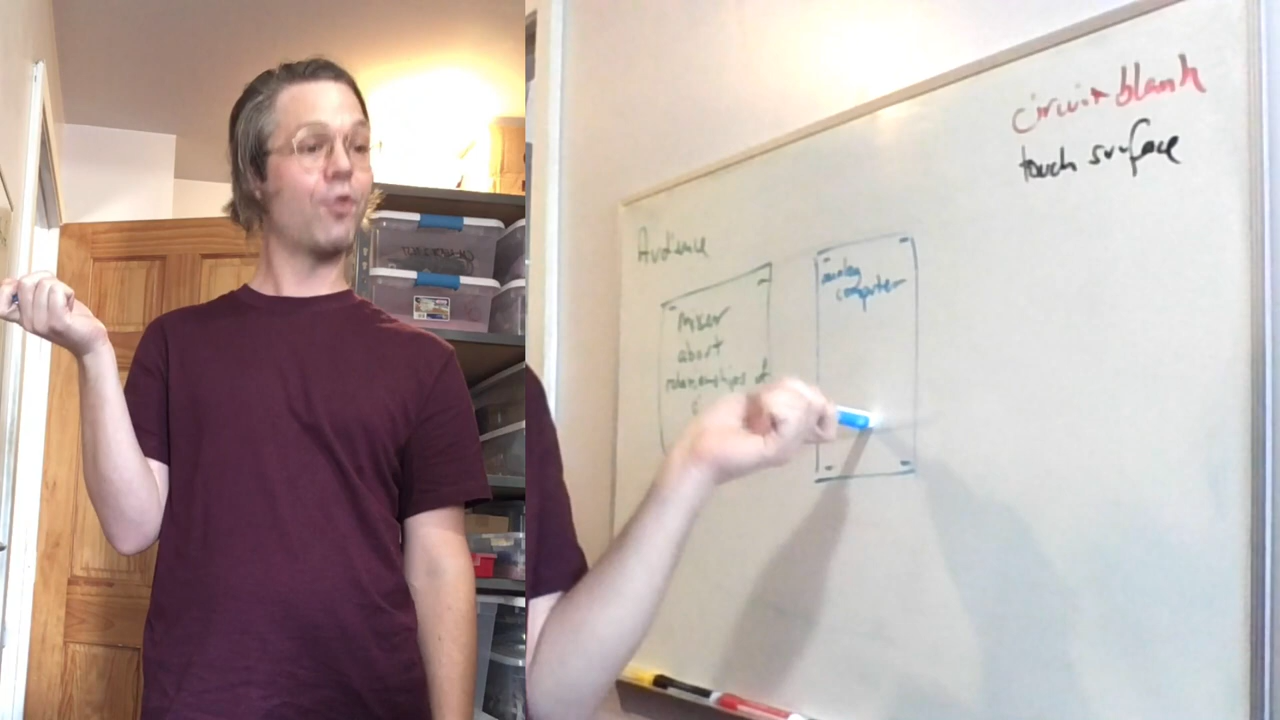 circuit blank
touch surface
Audience
analog
computer
mixer
about
relationships of